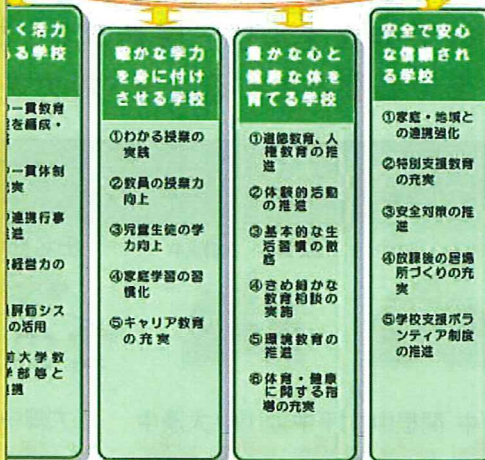 く活力
る学校
一貫教育
を編成・
一貫体制
実
連携行事
進
経営力の
評価シス
の活用
大学教
学部等と
携
確かな学力
を身に付け
させる学校
①わかる授業の
実践
②教員の授業力
向上
③児童生徒の学
力向上
④家庭学習の習
慣化
⑤キャリア教育
の充実
豊かな心と
健康な体を
育てる学校
①道徳教育、人
権教育の推
進
②体験的活動
の推進
③基本的な生
活習慣の徹
底
④きめ細かな
教育相談の
実施
⑤環境教育の
推進
⑥体育・健康
に関する指
導の充実
安全で安心
な信頼され
る学校
①家庭・地域と
の連携強化
②特別支援教育
の充実
③安全対策の推
進
④放課後の居場
所づくりの充
実
⑤学校支援ボラ
ンティア制度
の推進